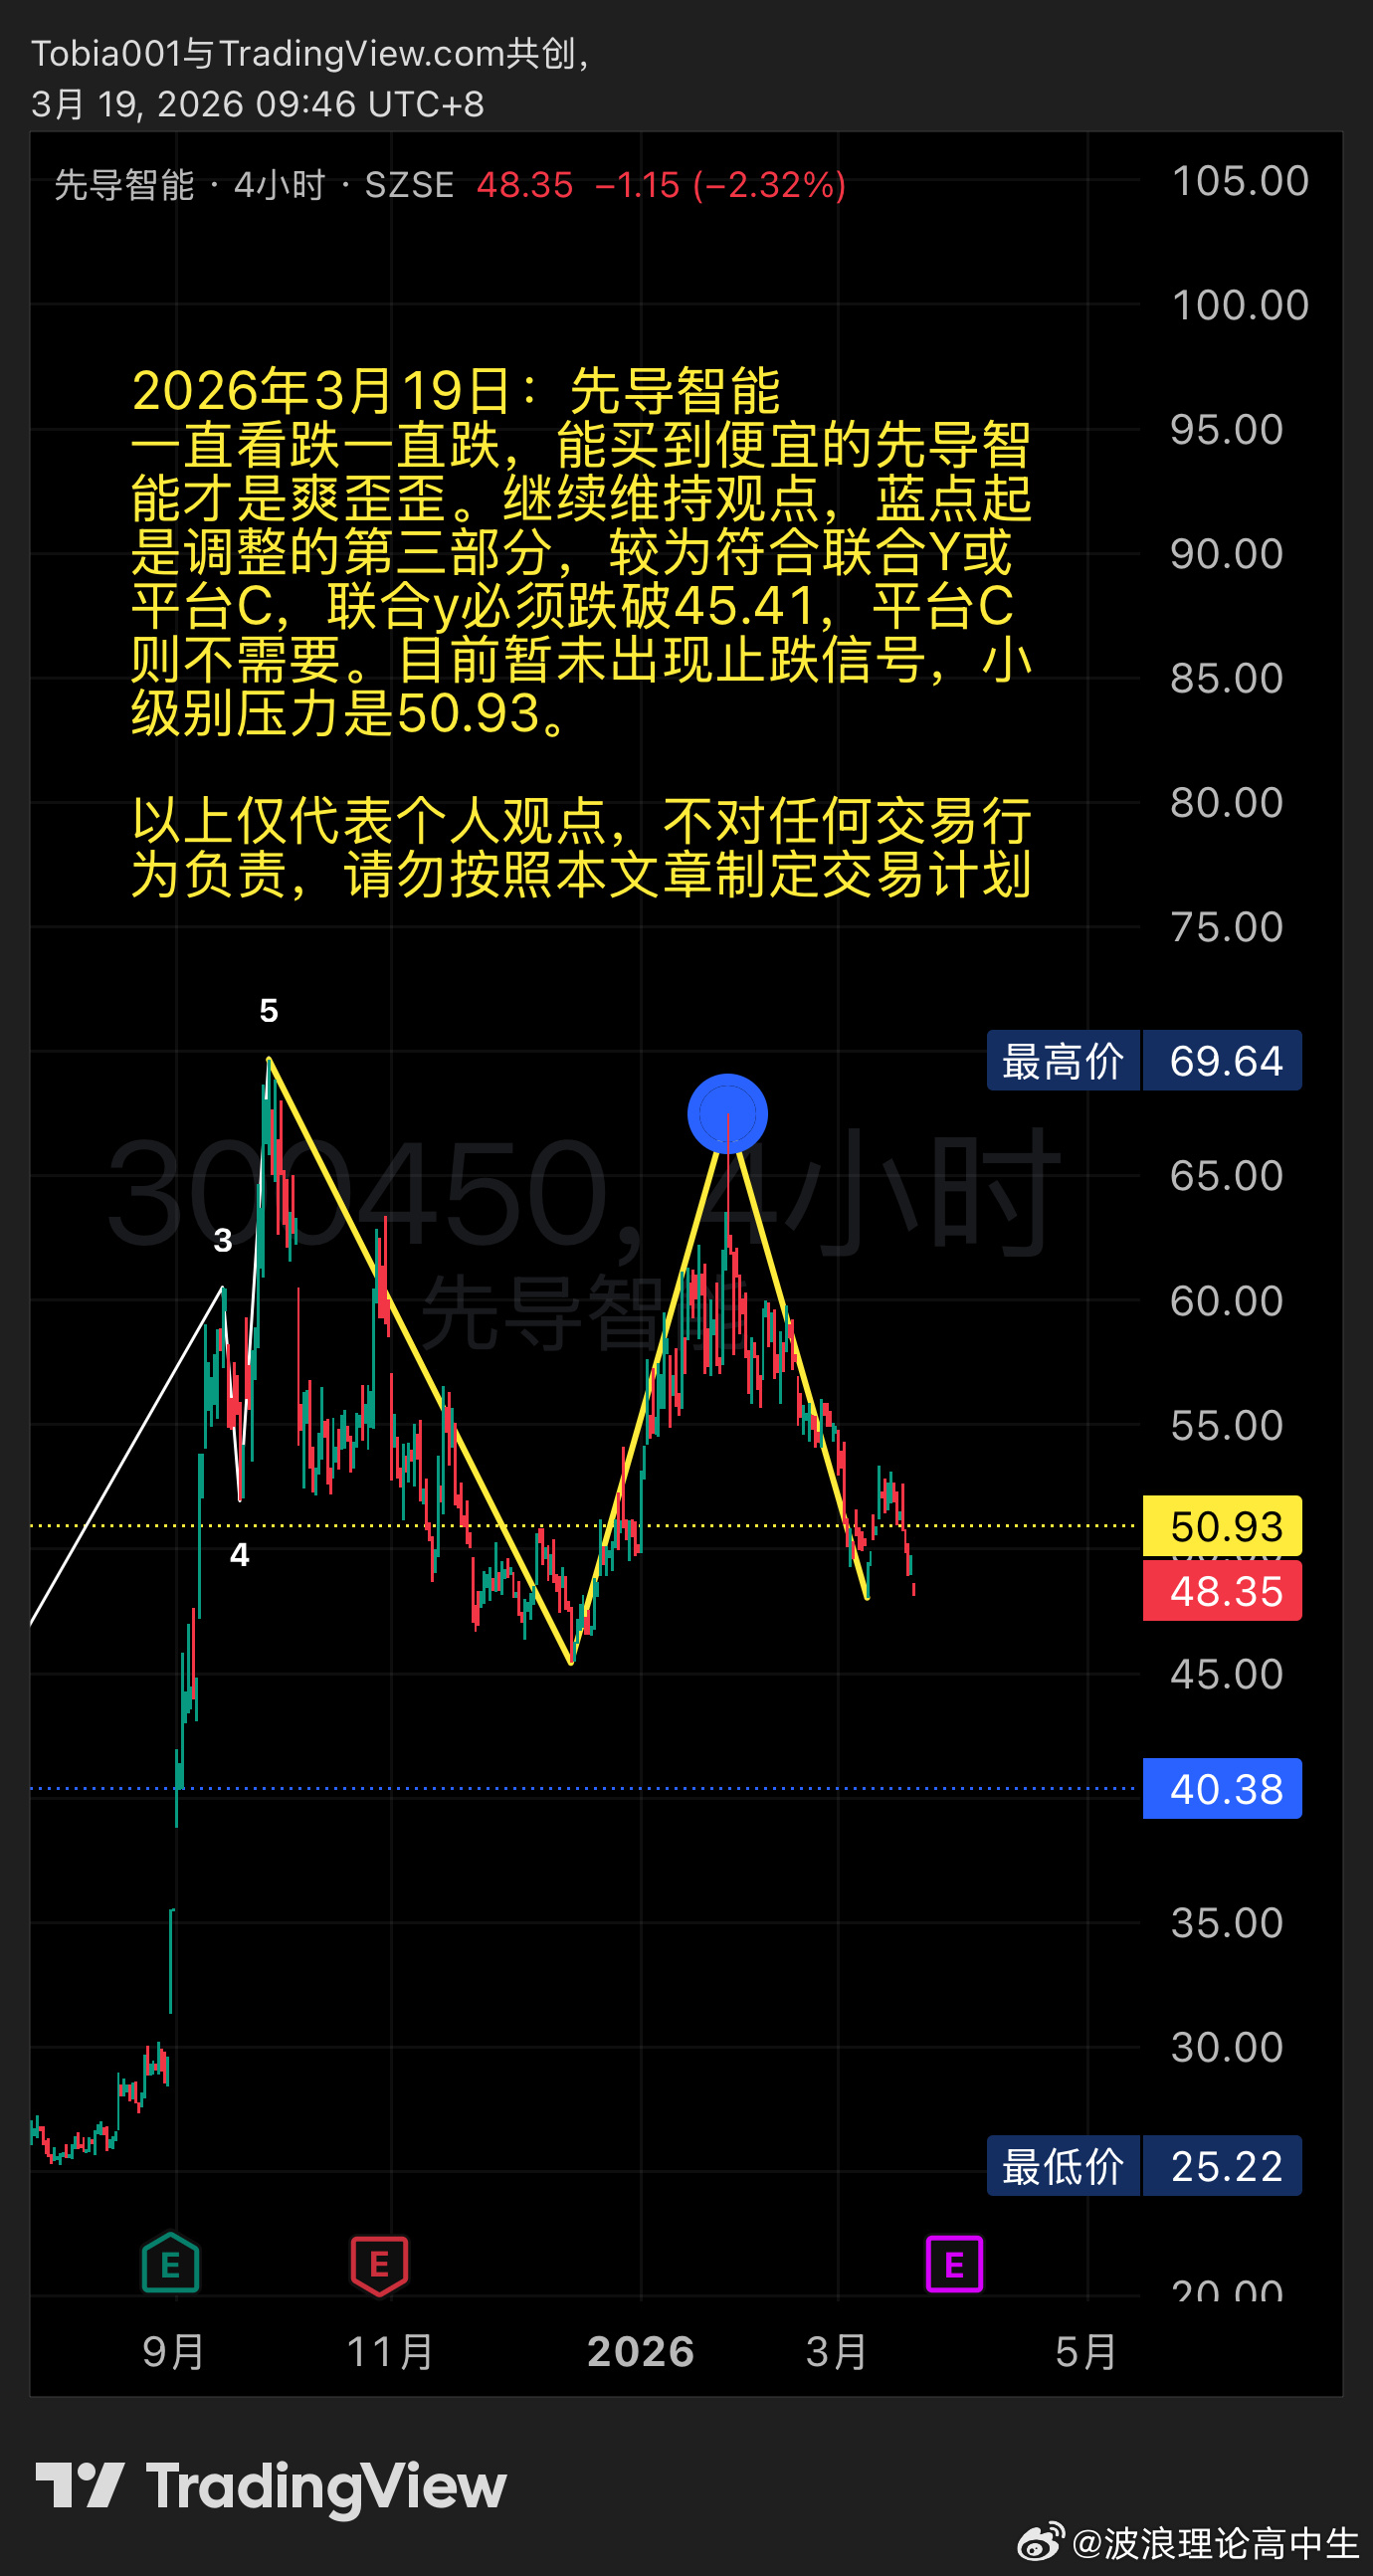 Tobia001与TradingView.com共创,
3月 19, 2026 09:46 UTC+8
先导智能 · 4小时 · SZSE 48.35 −1.15 (−2.32%)
105.00
100.00
2026年3月19日：先导智能
一直看跌一直跌，能买到便宜的先导智
能才是爽歪歪。继续维持观点，蓝点起
是调整的第三部分，较为符合联合Y或
平台C，联合y必须跌破45.41，平台C
则不需要。目前暂未出现止跌信号，小
级别压力是50.93。
以上仅代表个人观点，不对任何交易行
为负责，请勿按照本文章制定交易计划
95.00
90.00
85.00
80.00
75.00
5
最高价 69.64
300450, 4小时
先导智能
65.00
3
60.00
55.00
4
50.93
48.35
45.00
40.38
35.00
30.00
最低价 25.22
E E E
20.00
9月 11月 2026 3月 5月
TradingView
@波浪理论高中生